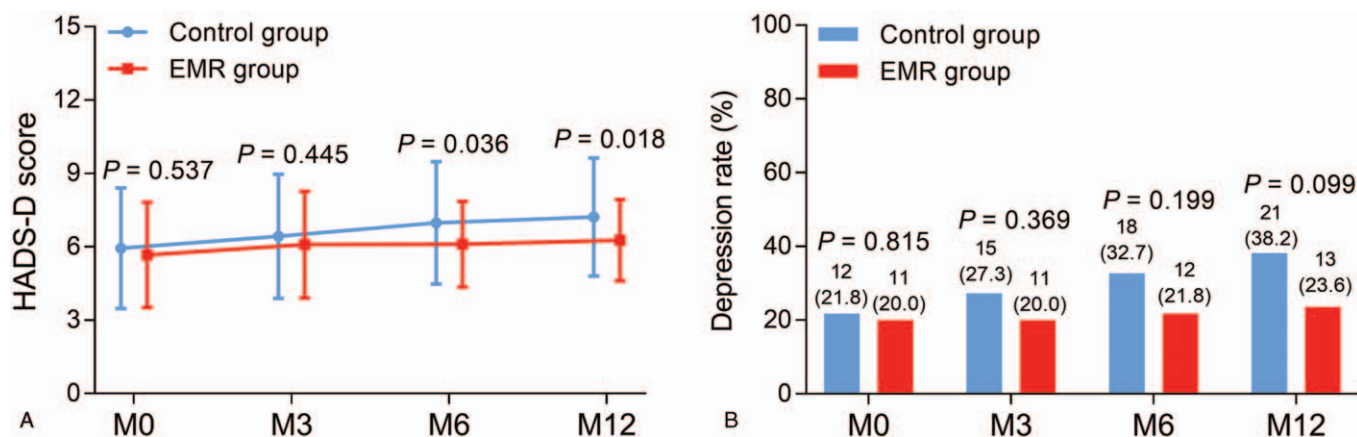 15
12
9
6
3
0
HADS-D score
Control group
EMR group
P = 0.537
P = 0.445
P = 0.036
P = 0.018
M0 M3 M6 M12
A
100
80
60
40
20
0
Depression rate (%)
Control group
EMR group
P = 0.815
P = 0.369
P = 0.199
P = 0.099
12
(21.8)
11
(20.0)
15
(27.3)
11
(20.0)
18
(32.7)
12
(21.8)
21
(38.2)
13
(23.6)
M0 M3 M6 M12
B